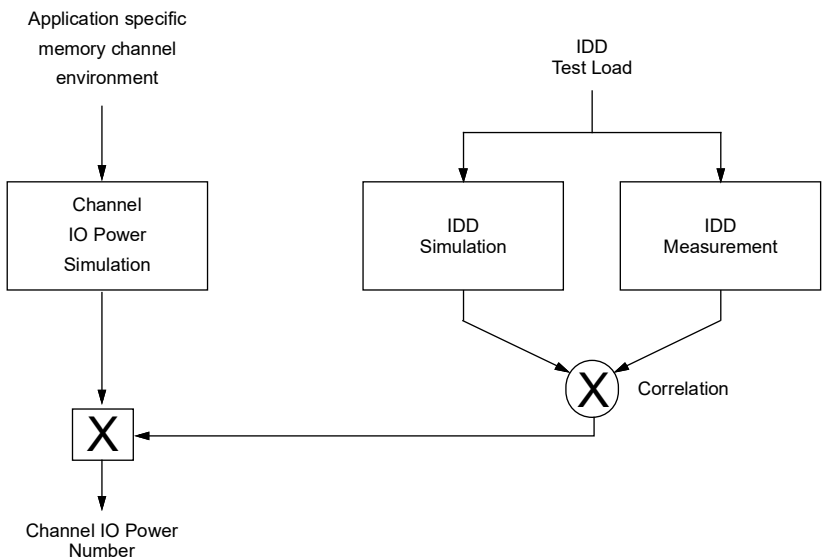 Application specific
memory channel
environment
IDD
Test Load
Channel
IO Power
Simulation
IDD
Simulation
IDD
Measurement
X
Correlation
X
Channel IO Power
Number